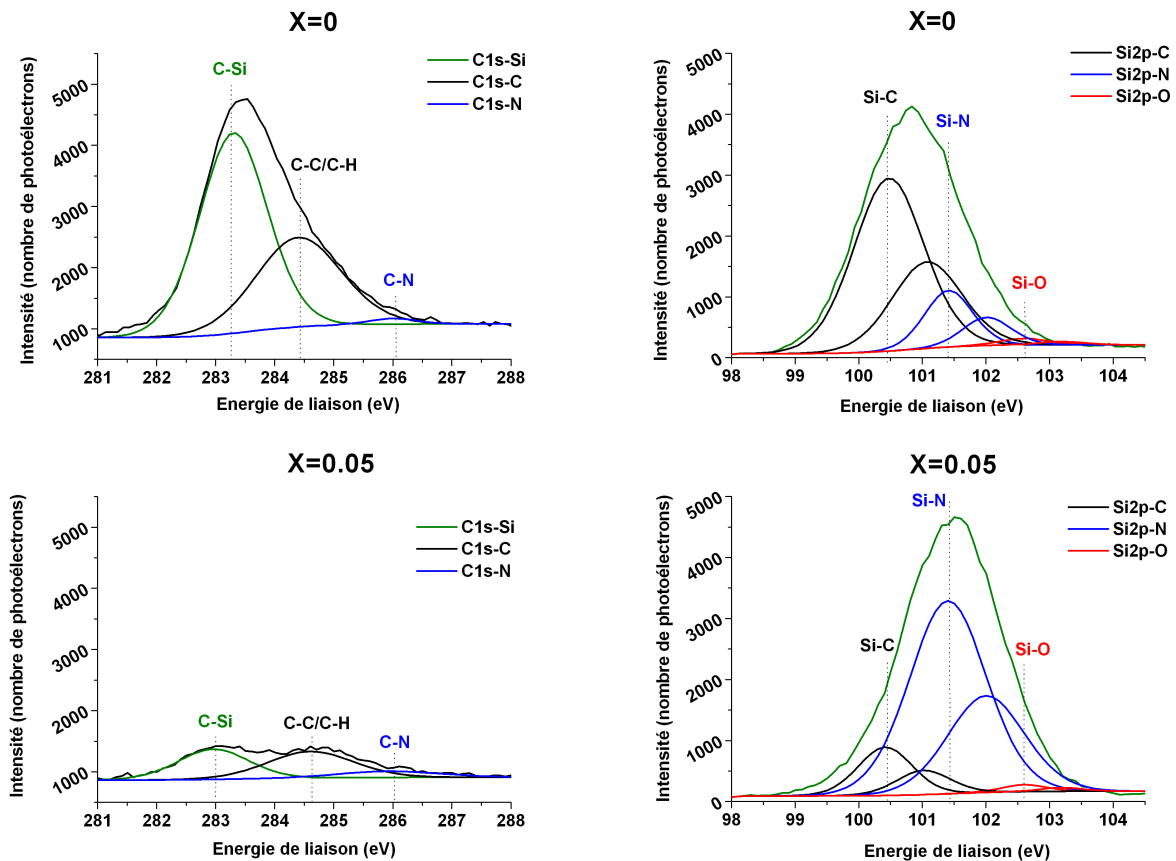 X=0
C1s-Si
C1s-C
C1s-N
C-Si
C-C/C-H
C-N
Intensité (nombre de photoélectrons)
5000
4000
3000
2000
1000
281 282 283 284 285 286 287 288
Energie de liaison (eV)
X=0
Si2p-C
Si2p-N
Si2p-O
Si-C
Si-N
Si-O
Intensité (nombre de photoélectrons)
5000
4000
3000
2000
1000
0
98 99 100 101 102 103 104
Energie de liaison (eV)
X=0.05
C1s-Si
C1s-C
C1s-N
C-Si
C-C/C-H
C-N
Intensité (nombre de photoélectrons)
5000
4000
3000
2000
1000
281 282 283 284 285 286 287 288
Energie de liaison (eV)
X=0.05
Si-N
Si2p-C
Si2p-N
Si2p-O
Si-C
Si-O
Intensité (nombre de photoélectrons)
5000
4000
3000
2000
1000
0
98 99 100 101 102 103 104
Energie de liaison (eV)